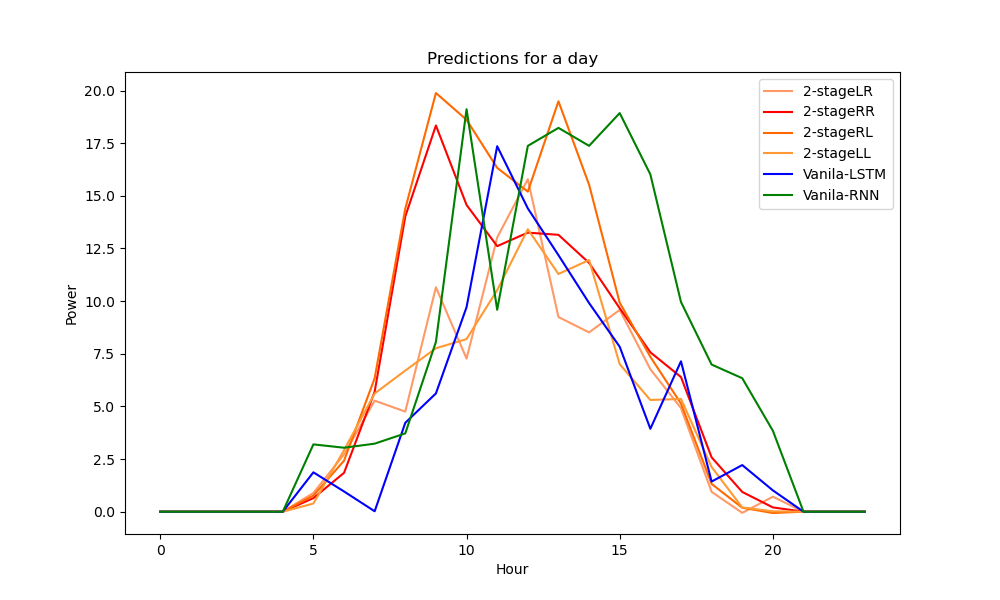 Predictions for a day
20.0
17.5
15.0
12.5
10.0
7.5
5.0
2.5
0.0
Power
2-stageLR
2-stageRR
2-stageRL
2-stageLL
Vanila-LSTM
Vanila-RNN
0 5 10 15 20
Hour